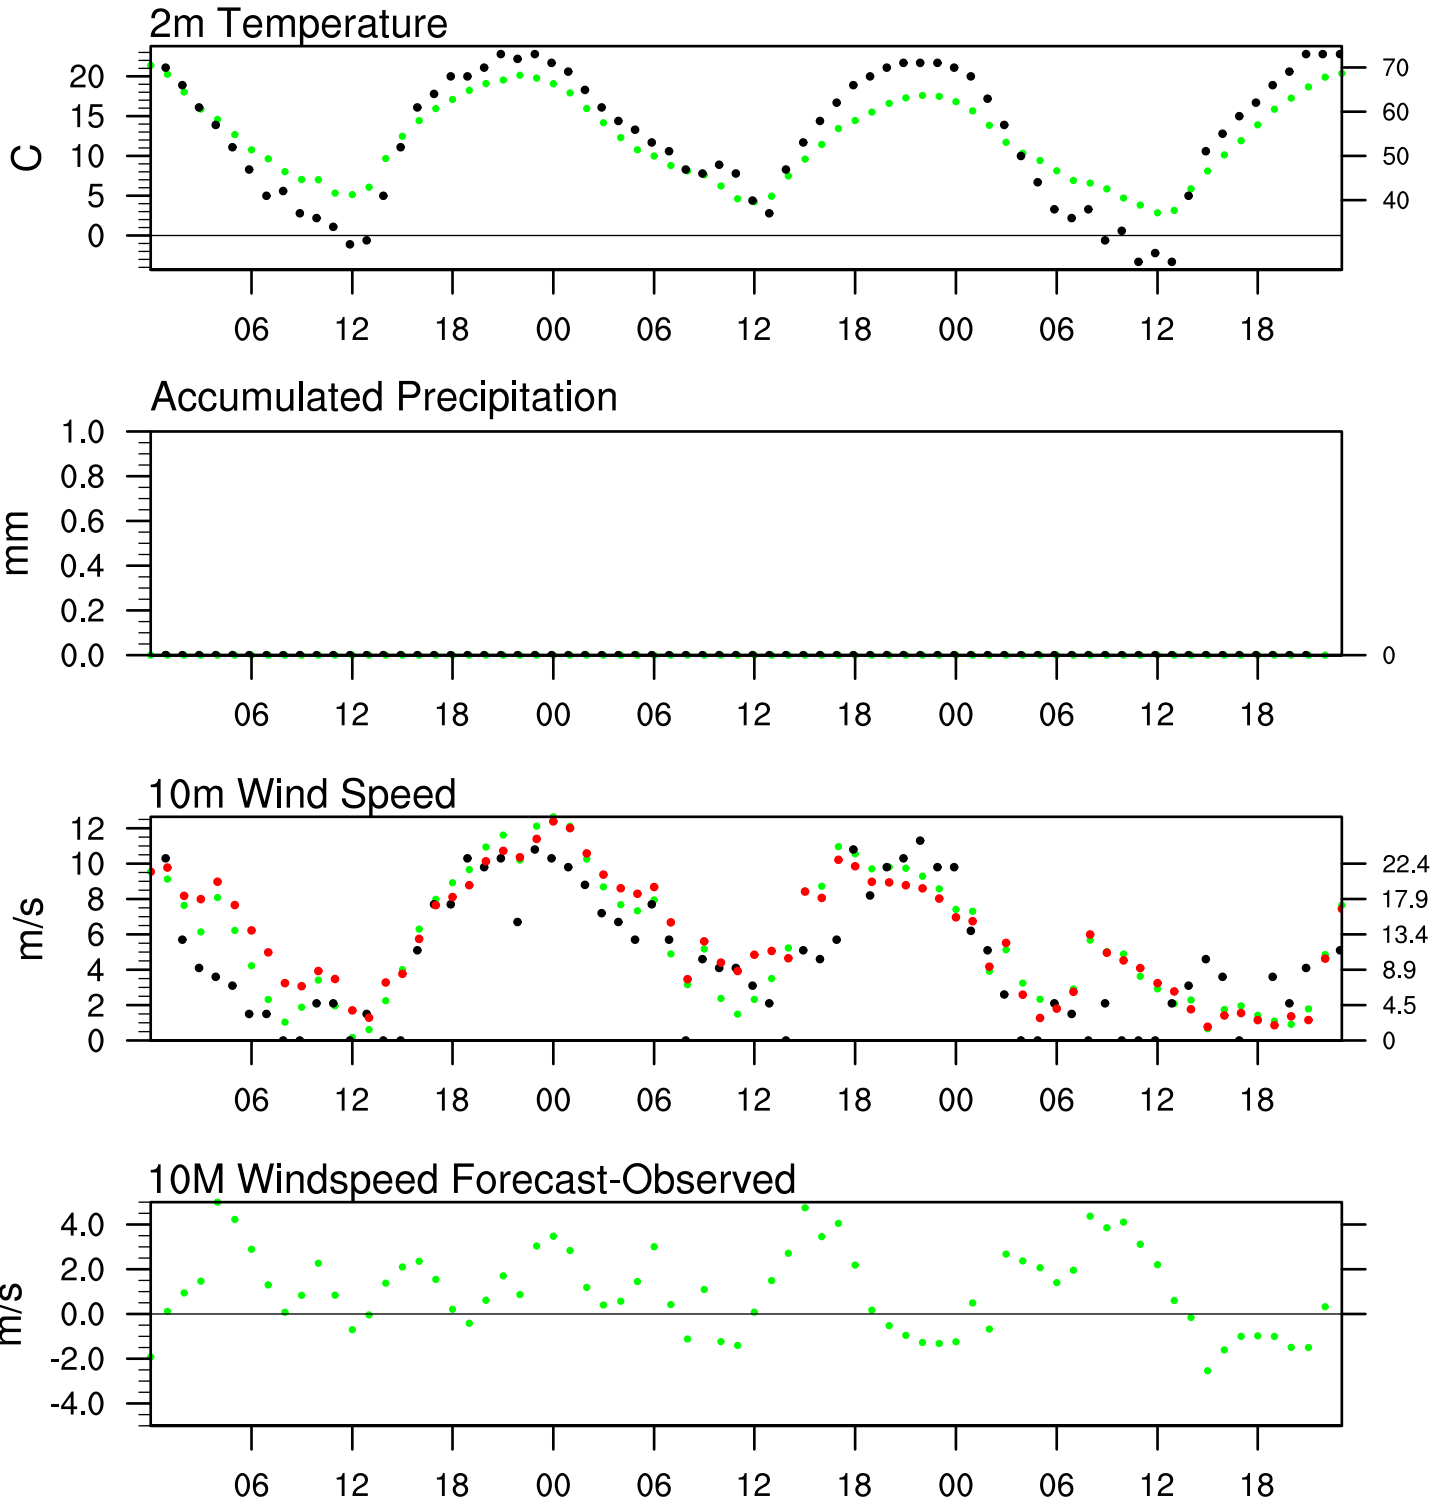 2m Temperature
20
15
10
5
0
C
70
60
50
40
06 12 18 00 06 12 18 00 06 12 18
Accumulated Precipitation
1.0
0.8
0.6
0.4
0.2
0.0
mm
0
06 12 18 00 06 12 18 00 06 12 18
10m Wind Speed
12
10
8
6
4
2
0
m/s
22.4
17.9
13.4
8.9
4.5
0
06 12 18 00 06 12 18 00 06 12 18
10M Windspeed Forecast-Observed
4.0
2.0
0.0
-2.0
-4.0
m/s
06 12 18 00 06 12 18 00 06 12 18